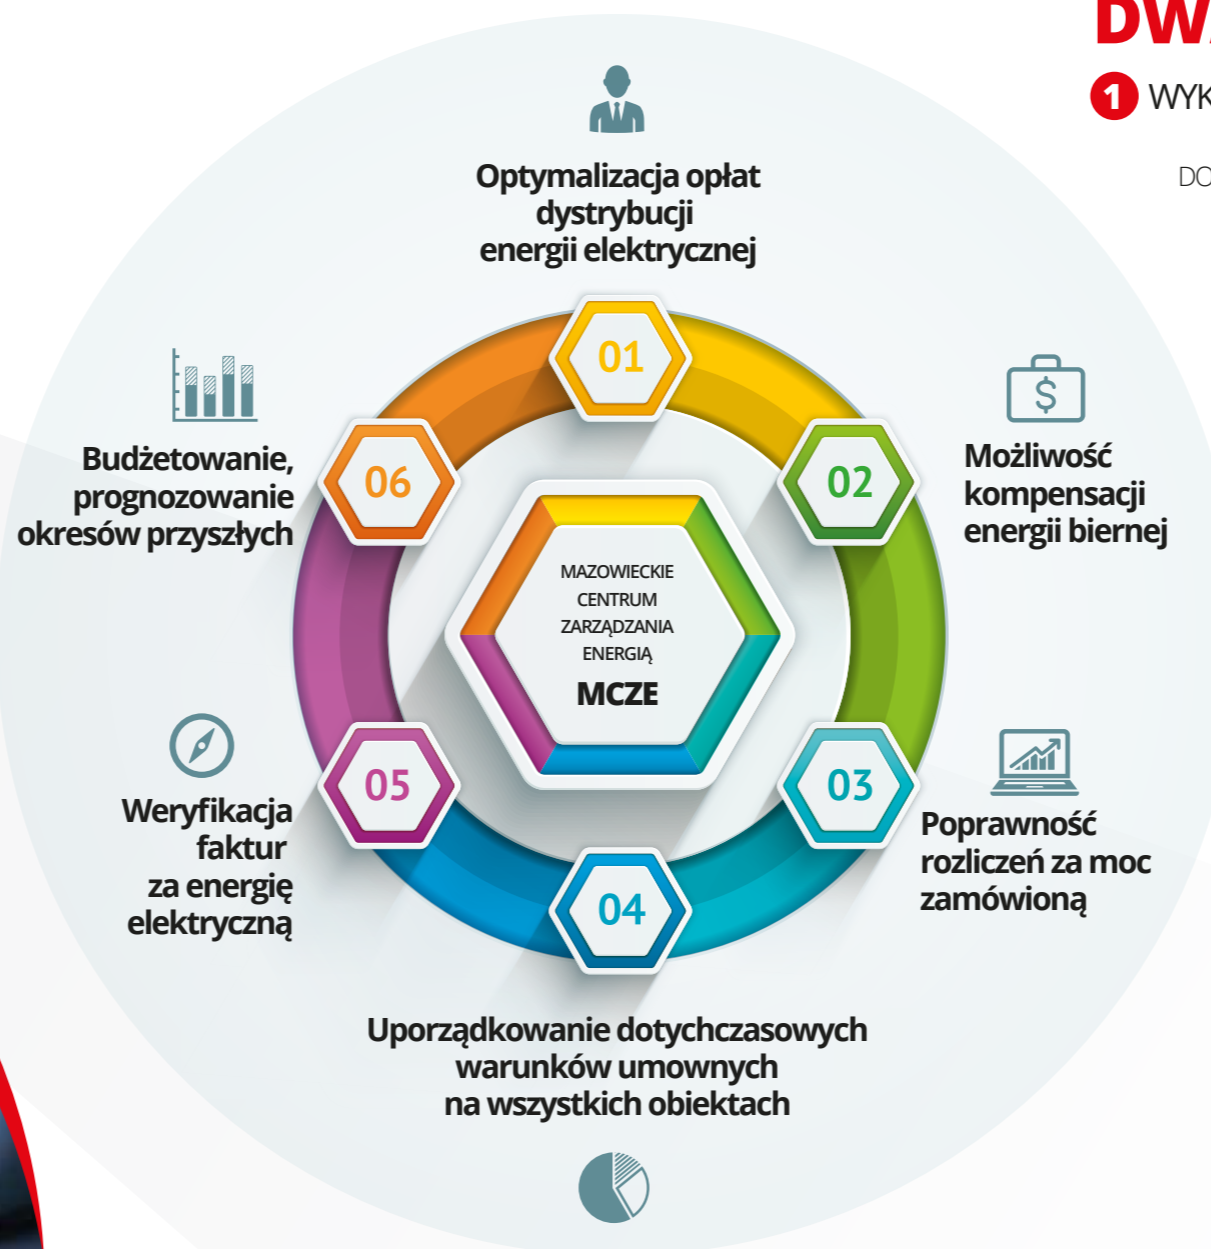 Optymalizacja opłat
dystrybucji
energii elektrycznej
01
02
Możliwość
kompensacji
energii biernej
03
Poprawność
rozliczeń za moc
zamówioną
04
Uporządkowanie dotychczasowych
warunków umownych
na wszystkich obiektach
05
Weryfikacja
faktur
za energię
elektryczną
06
Budżetowanie,
prognozowanie
okresów przyszłych
MAZOWIECKIE
CENTRUM
ZARZĄDZANIA
ENERGIĄ
MCZE
$
1